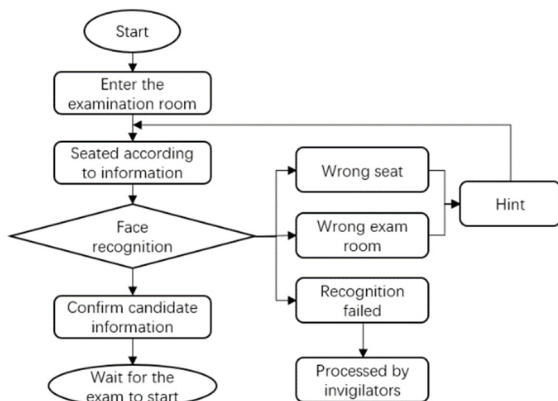 Start
Enter the
examination room
Seated according
to information
Face
recognition
Confirm candidate
information
Wait for the
exam to start
Wrong seat
Wrong exam
room
Recognition
failed
Processed by
invigilators
Hint